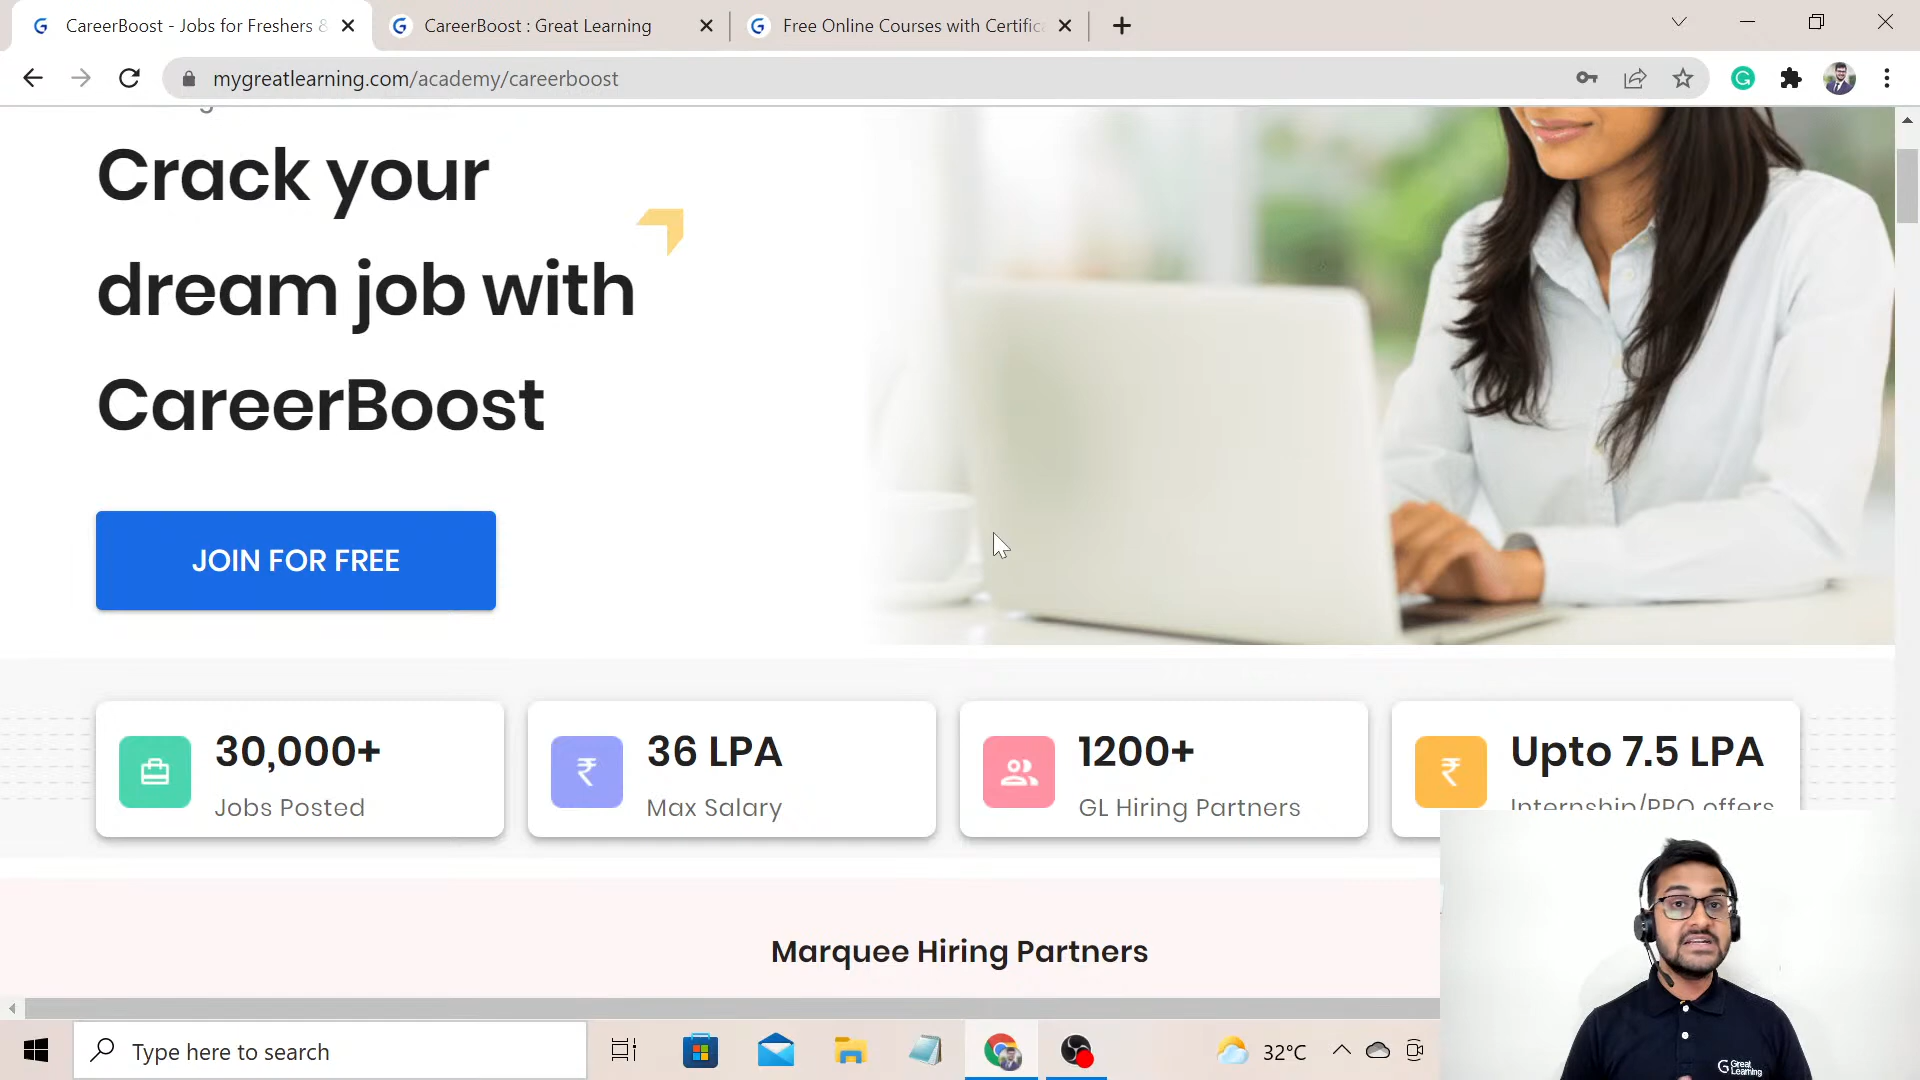 CareerBoost - Jobs for Freshers &
CareerBoost : Great Learning
Free Online Courses with Certifica
mygreatlearning.com/academy/careerboost
Crack your
dream job with
CareerBoost
JOIN FOR FREE
30,000+
Jobs Posted
36 LPA
Max Salary
1200+
GL Hiring Partners
Upto 7.5 LPA
Internship/PPO offers
Marquee Hiring Partners
Type here to search
32°C
Great
Learning